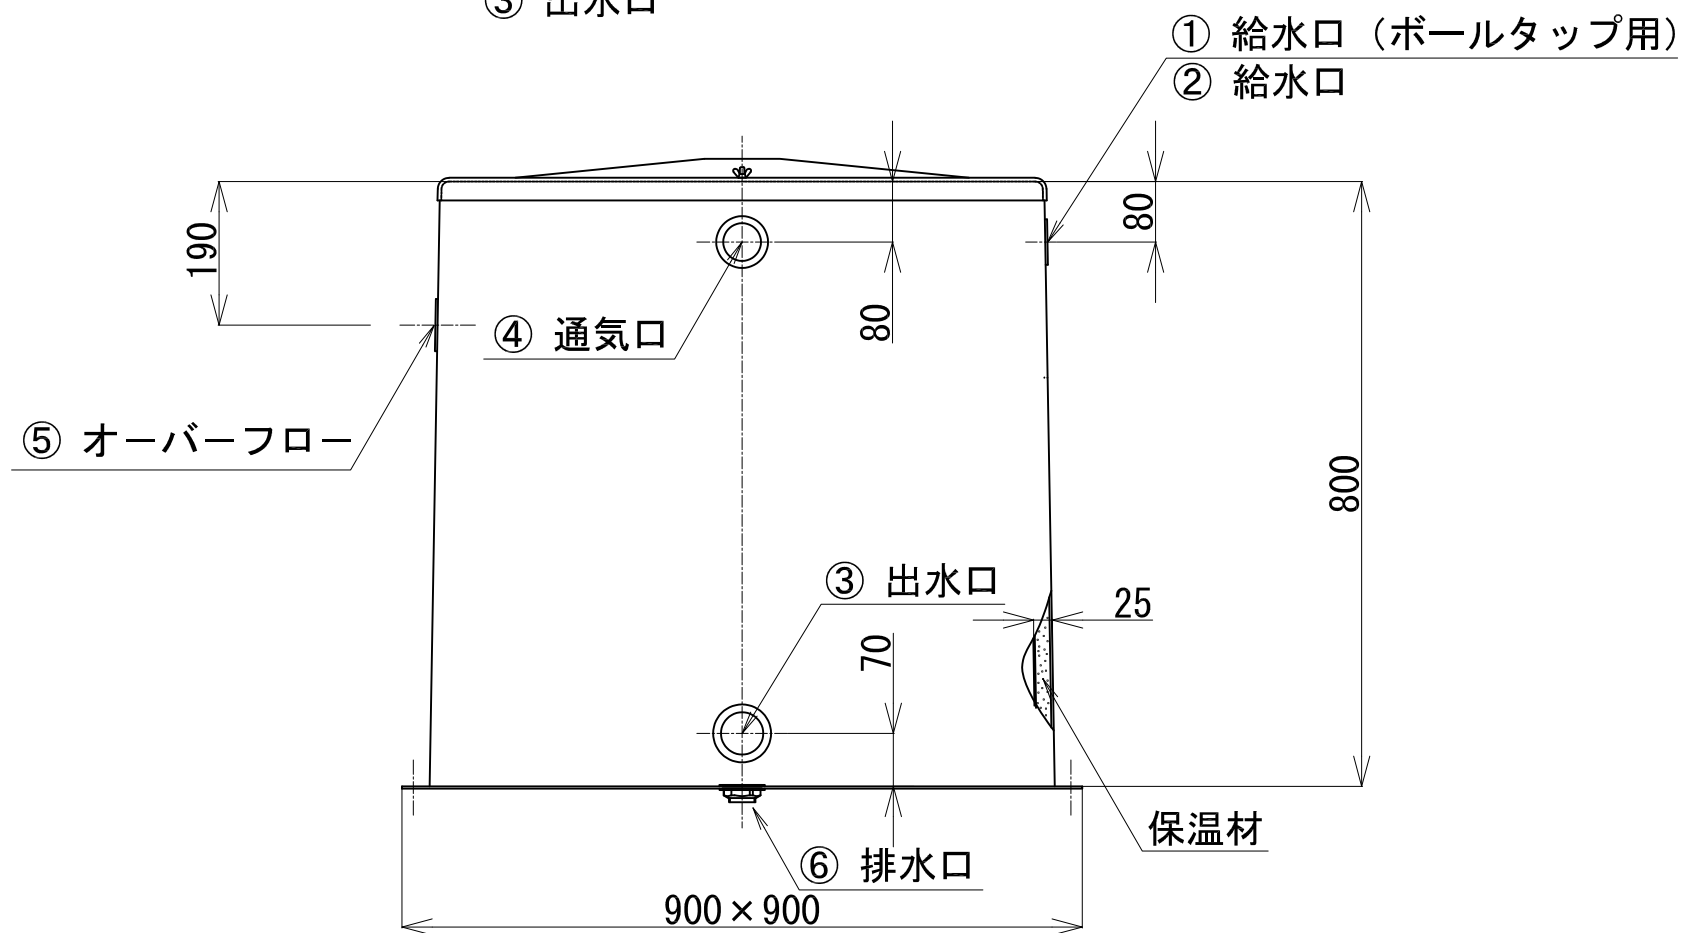 ③ 出水口
① 給水口（ボールタップ用）
② 給水口
190
80
80
④ 通気口
⑤ オーバーフロー
800
③ 出水口
25
70
保温材
⑥ 排水口
900×900